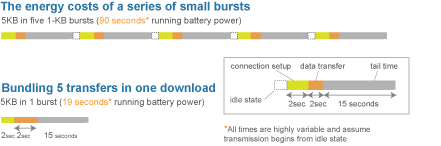 The energy costs of a series of small bursts
5KB in five 1-KB bursts (90 seconds* running battery power)
Bundling 5 transfers in one download
5KB in 1 burst (19 seconds* running battery power)
2sec 2sec 15 seconds
connection setup data transfer tail time
idle state
2sec 2sec 15 seconds
*All times are highly variable and assume
transmission begins from idle state